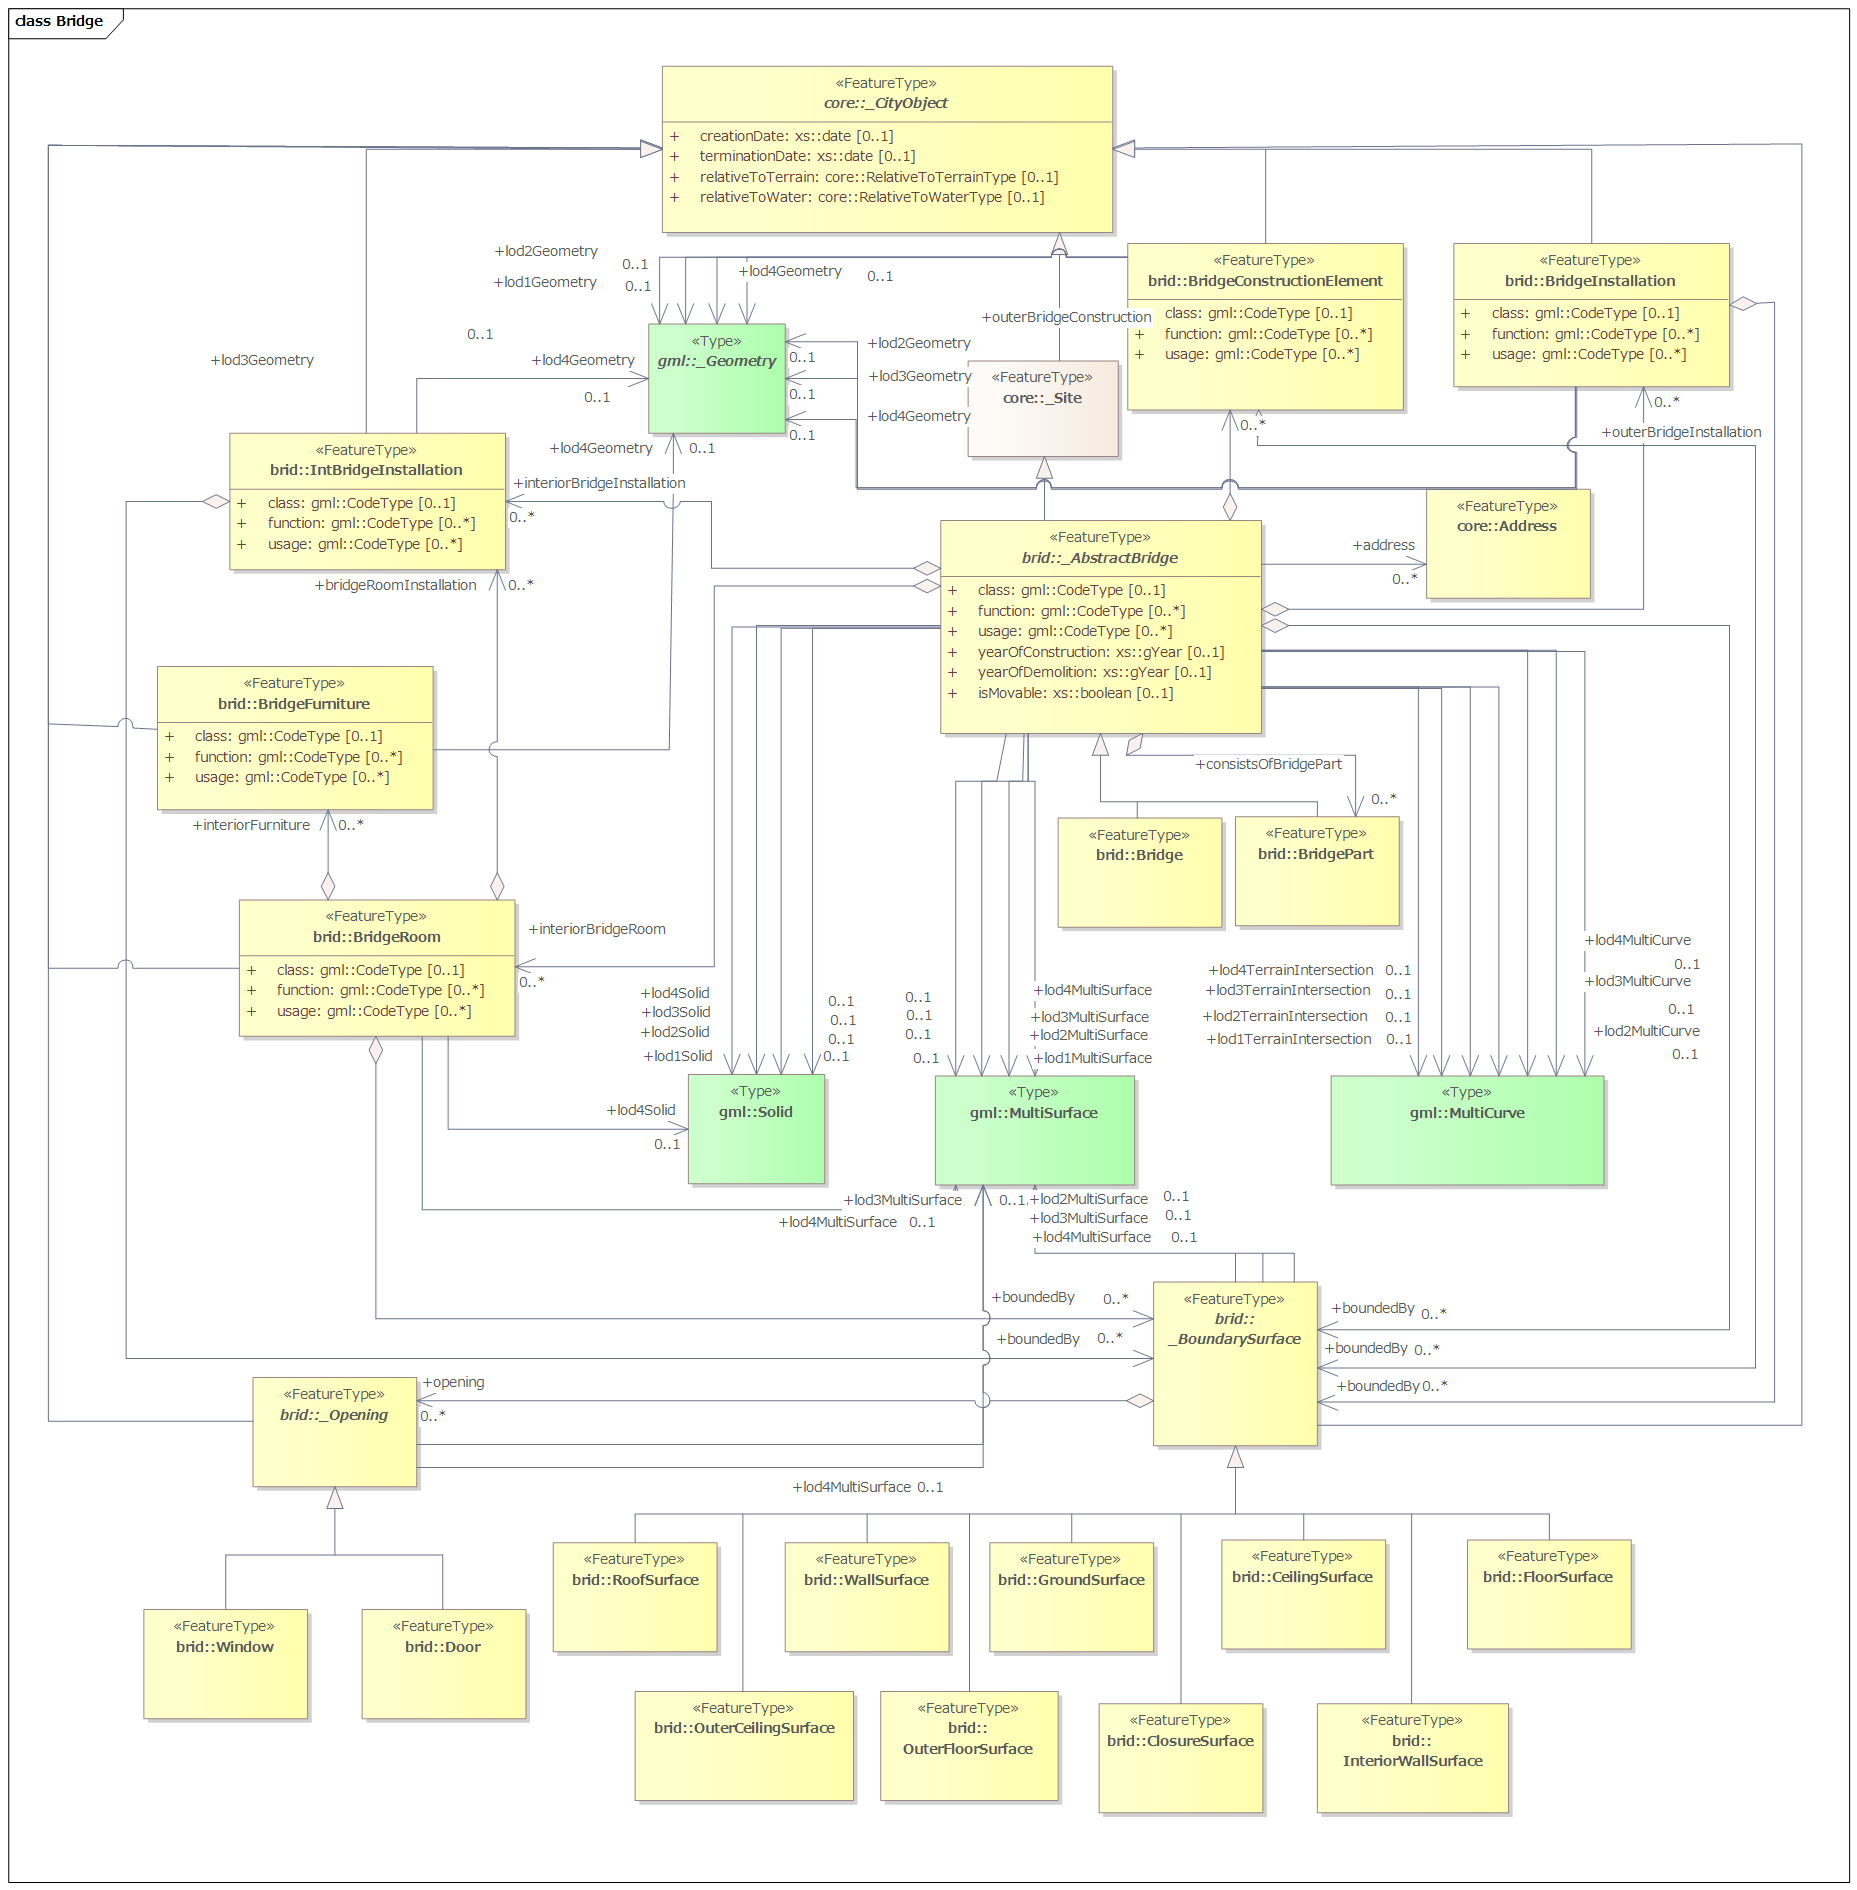 class Bridge
«FeatureType»
core::_CityObject
+ creationDate: xs::date [0..1]
+ terminationDate: xs::date [0..1]
+ relativeToTerrain: core::RelativeToTerrainType [0..1]
+ relativeToWater: core::RelativeToWaterType [0..1]
+lod2Geometry
0..1
+lod1Geometry
0..1
+lod4Geometry
0..1
+lod3Geometry
0..1
«FeatureType»
brid::BridgeConstructionElement
+ class: gml::CodeType [0..1]
+ function: gml::CodeType [0..*]
+ usage: gml::CodeType [0..*]
«FeatureType»
brid::BridgeInstallation
+ class: gml::CodeType [0..1]
+ function: gml::CodeType [0..*]
+ usage: gml::CodeType [0..*]
+outerBridgeConstruction
0..*
+outerBridgeInstallation
0..*
«Type»
gml::_Geometry
+lod2Geometry
0..1
+lod3Geometry
0..1
+lod4Geometry
0..1
+lod4Geometry
0..1
+lod4Geometry
0..1
«FeatureType»
core::_Site
«FeatureType»
brid::IntBridgeInstallation
+ class: gml::CodeType [0..1]
+ function: gml::CodeType [0..*]
+ usage: gml::CodeType [0..*]
+interiorBridgeInstallation
0..*
+bridgeRoomInstallation
0..*
«FeatureType»
core::Address
+address
0..*
«FeatureType»
brid::_AbstractBridge
+ class: gml::CodeType [0..1]
+ function: gml::CodeType [0..*]
+ usage: gml::CodeType [0..*]
+ yearOfConstruction: xs::gYear [0..1]
+ yearOfDemolition: xs::gYear [0..1]
+ isMovable: xs::boolean [0..1]
«FeatureType»
brid::BridgeFurniture
+ class: gml::CodeType [0..1]
+ function: gml::CodeType [0..*]
+ usage: gml::CodeType [0..*]
+interiorFurniture
0..*
+consistsOfBridgePart
0..*
«FeatureType»
brid::Bridge
«FeatureType»
brid::BridgePart
«FeatureType»
brid::BridgeRoom
+ class: gml::CodeType [0..1]
+ function: gml::CodeType [0..*]
+ usage: gml::CodeType [0..*]
+interiorBridgeRoom
0..*
+lod4Solid
0..1
+lod3Solid
0..1
+lod2Solid
0..1
+lod1Solid
0..1
0..1
+lod4MultiSurface
0..1
+lod3MultiSurface
0..1
+lod2MultiSurface
0..1
+lod1MultiSurface
+lod4TerrainIntersection 0..1
+lod3TerrainIntersection 0..1
+lod2TerrainIntersection 0..1
+lod1TerrainIntersection 0..1
+lod4MultiCurve
0..1
+lod3MultiCurve
0..1
+lod2MultiCurve
0..1
«Type»
gml::Solid
+lod4Solid
0..1
«Type»
gml::MultiSurface
«Type»
gml::MultiCurve
+lod3MultiSurface
0..1
+lod4MultiSurface 0..1
+lod2MultiSurface 0..1
+lod3MultiSurface 0..1
+lod4MultiSurface 0..1
«FeatureType»
brid::
_BoundarySurface
+boundedBy 0..*
+boundedBy 0..*
+boundedBy 0..*
+boundedBy 0..*
+boundedBy 0..*
+opening
0..*
«FeatureType»
brid::_Opening
+lod4MultiSurface 0..1
«FeatureType»
brid::Window
«FeatureType»
brid::Door
«FeatureType»
brid::RoofSurface
«FeatureType»
brid::WallSurface
«FeatureType»
brid::GroundSurface
«FeatureType»
brid::CeilingSurface
«FeatureType»
brid::FloorSurface
«FeatureType»
brid::OuterCeilingSurface
«FeatureType»
brid::
OuterFloorSurface
«FeatureType»
brid::ClosureSurface
«FeatureType»
brid::
InteriorWallSurface